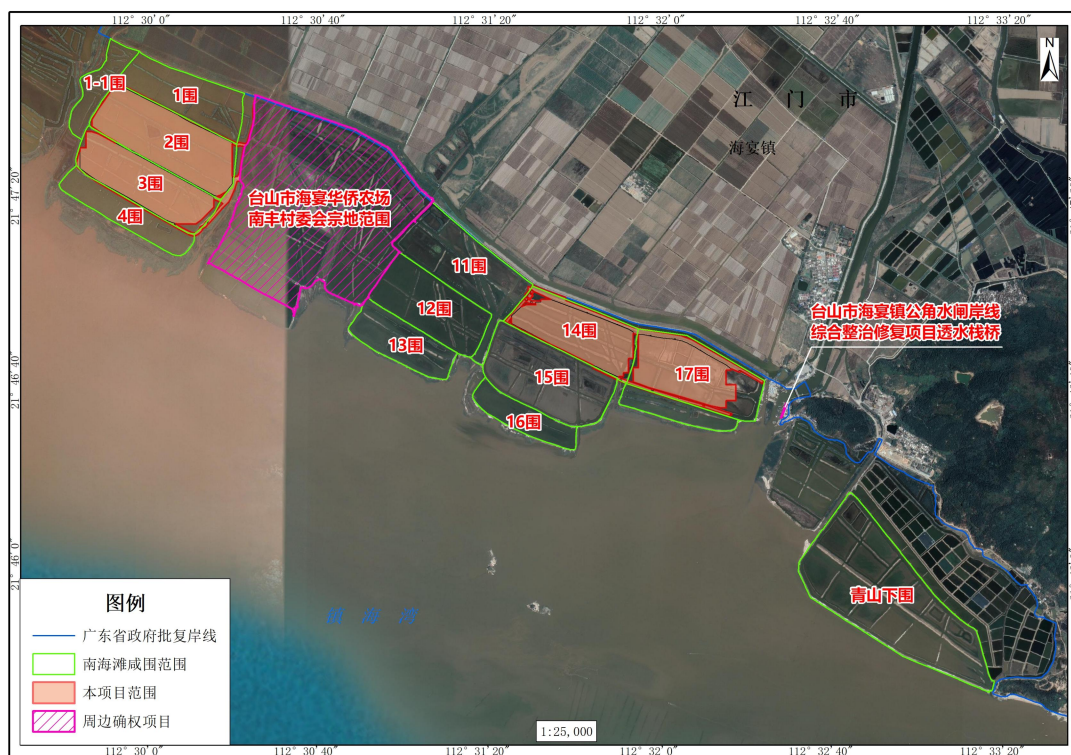 112° 30′ 0″
112° 30′ 40″
112° 31′ 20″
112° 32′ 0″
112° 32′ 40″
112° 33′ 20″
N
1-1围
1围
2围
3围
4围
江门市
海宴镇
21° 47′ 20″
台山市海宴华侨农场
南丰村委会宗地范围
11围
12围
13围
14围
15围
16围
17围
台山市海宴镇公角水闸岸线
综合整治修复项目透水栈桥
21° 46′ 40″
21° 46′ 0″
青山下围
镇海湾
图例
广东省政府批复岸线
南海滩咸围范围
本项目范围
周边确权项目
1:25,000
112° 30′ 0″
112° 30′ 40″
112° 31′ 20″
112° 32′ 0″
112° 32′ 40″
112° 33′ 20″